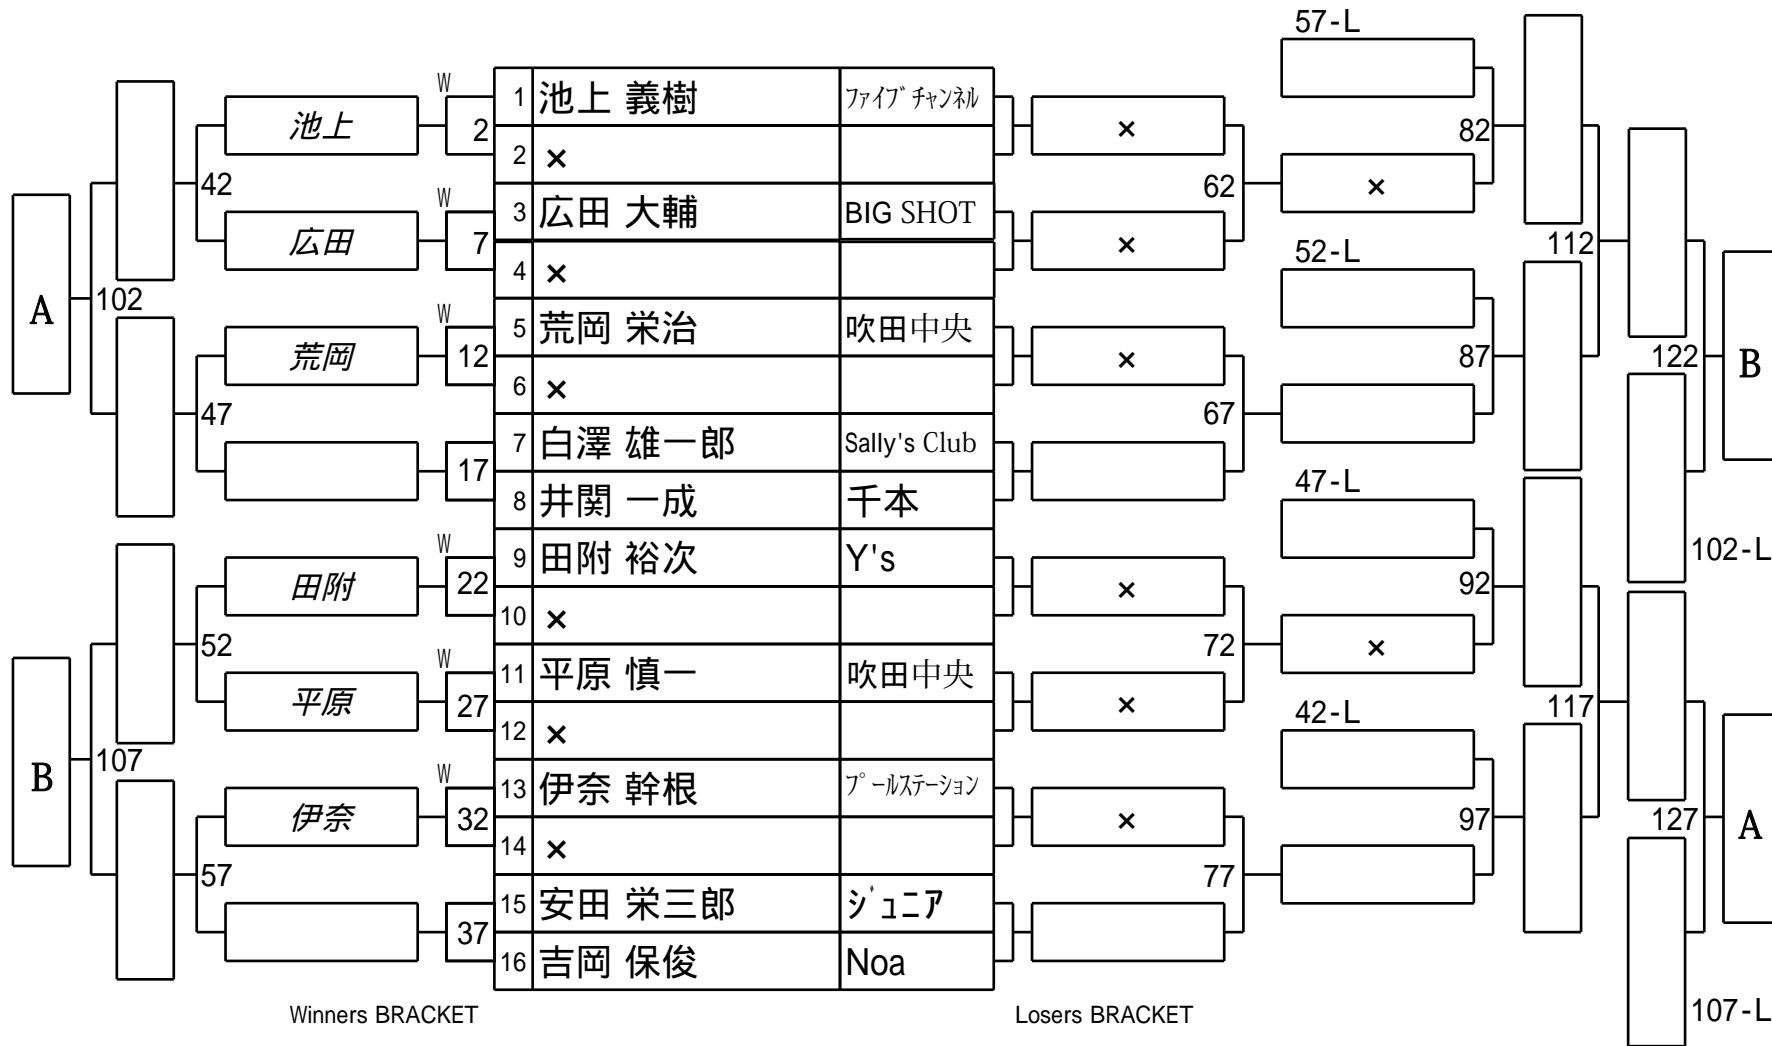 57-L
W
1 池上 義樹 ファイブチャンネル
池上 2 × 82
2 ×
42 W 62 ×
3 広田 大輔 BIG SHOT
広田 7 × 112
52-L
4 ×
A 102 B
W
5 荒岡 栄治 吹田中央
荒岡 12 × 87 122
6 ×
47 67
7 白澤 雄一郎 Sally's Club
17
47-L
8 井関 一成 千本
W 102-L
9 田附 裕次 Y's
田附 22 × 92
10 ×
52 W 72 ×
11 平原 慎一 吹田中央
平原 27 × 117
42-L
12 ×
B 107 A
W
13 伊奈 幹根 プールステーション
伊奈 32 × 97 127
14 ×
57 77
15 安田 栄三郎 ジュニア
37
16 吉岡 保俊 Noa
107-L
Winners BRACKET Losers BRACKET